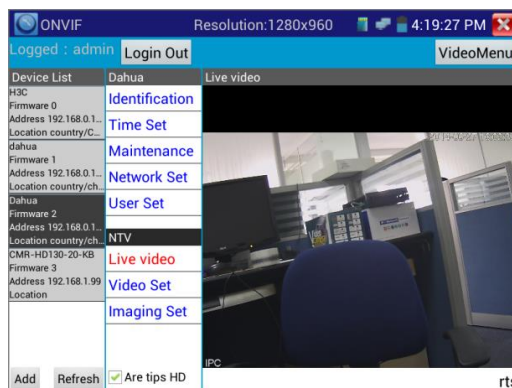 ONVIF
Resolution:1280x960
4:19:27 PM
Logged : admin
Login Out
VideoMenu
Device List
H3C
Firmware 0
Address 192.168.0.1...
Location country/C...
dahua
Firmware 1
Address 192.168.0.1...
Location country/ch...
Dahua
Firmware 2
Address 192.168.0.1...
Location country/ch...
CMR-HD130-20-KB
Firmware 3
Address 192.168.1.99
Location
Add
Refresh
Dahua
Identification
Time Set
Maintenance
Network Set
User Set
NTV
Live video
Video Set
Imaging Set
Are tips HD
Live video
IPC
rts